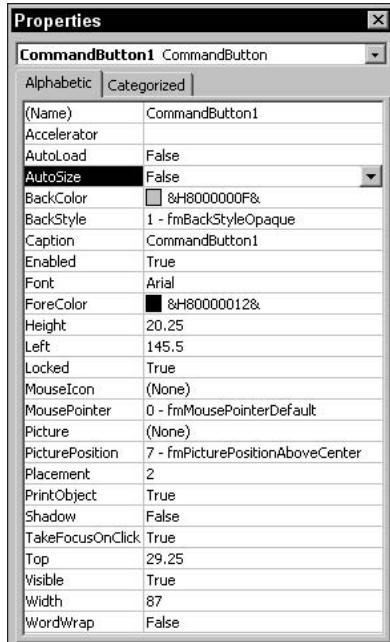 Properties
CommandButton1 CommandButton
Alphabetic Categorized
(Name) CommandButton1
Accelerator
AutoLoad False
AutoSize False
BackColor &H8000000F&
BackStyle 1 - fmBackStyleOpaque
Caption CommandButton1
Enabled True
Font Arial
ForeColor &H80000012&
Height 20.25
Left 145.5
Locked True
MouseIcon (None)
MousePointer 0 - fmMousePointerDefault
Picture (None)
PicturePosition 7 - fmPicturePositionAboveCenter
Placement 2
PrintObject True
Shadow False
TakeFocusOnClick True
Top 29.25
Visible True
Width 87
WordWrap False